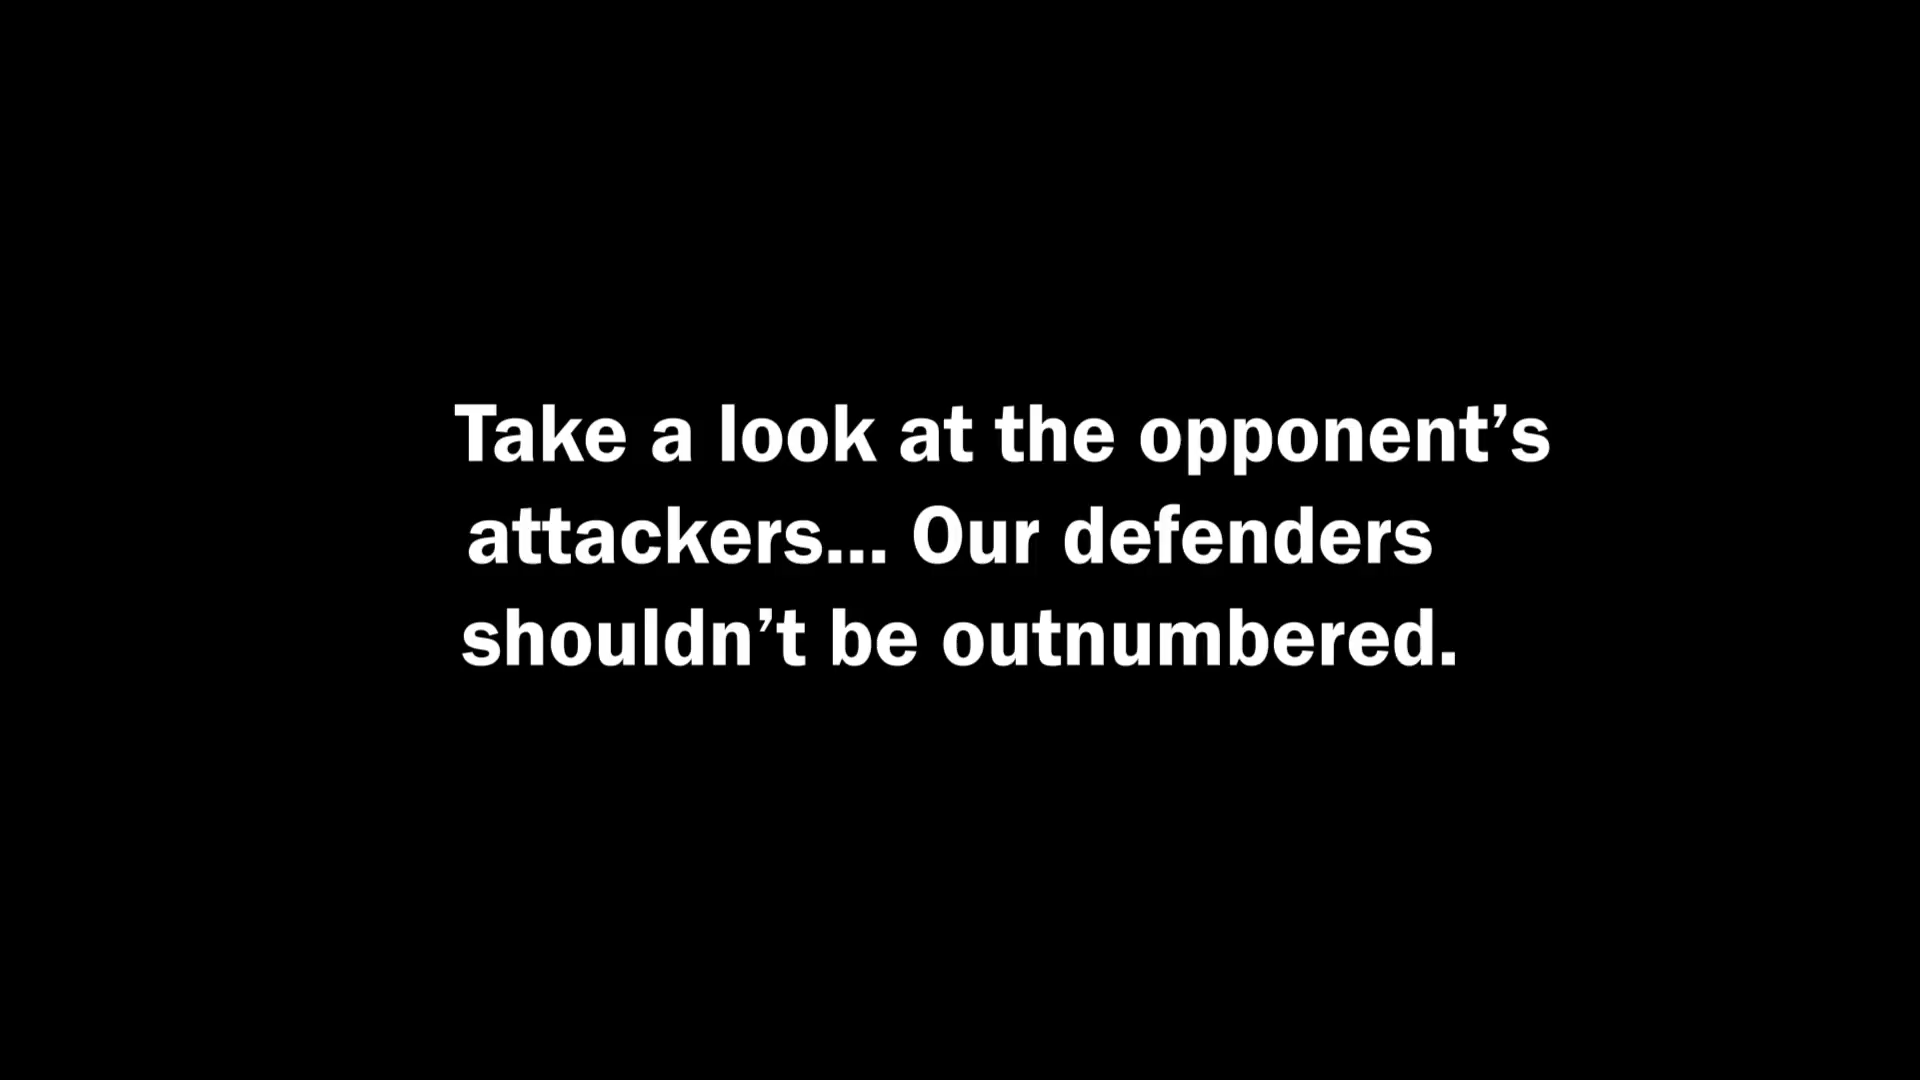 Take a look at the opponent’s
attackers... Our defenders
shouldn’t be outnumbered.